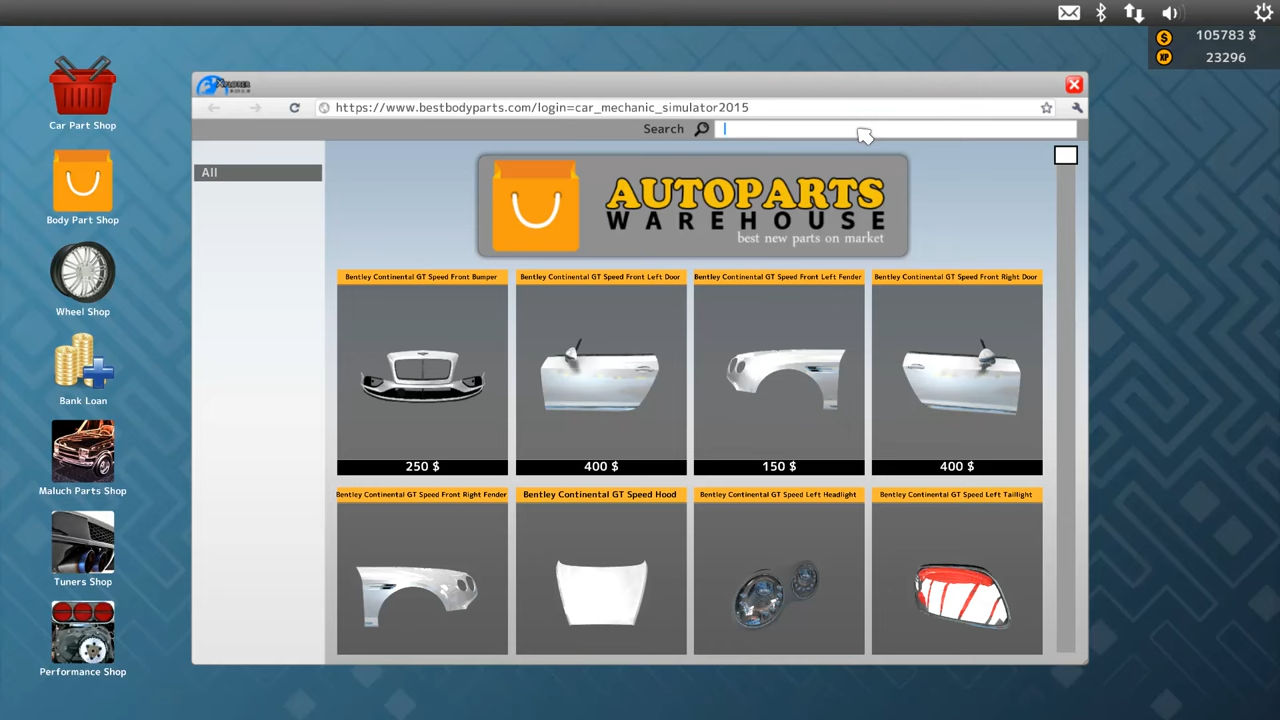 105783 $
23296
XP
Car Part Shop
Body Part Shop
Wheel Shop
Bank Loan
Maluch Parts Shop
Tuners Shop
Performance Shop
https://www.bestbodyparts.com/login=car_mechanic_simulator2015
Search
All
AUTOPARTS
WAREHOUSE
best new parts on market
Bentley Continental GT Speed Front Bumper
Bentley Continental GT Speed Front Left Door
Bentley Continental GT Speed Front Left Fender
Bentley Continental GT Speed Front Right Door
250 $
400 $
150 $
400 $
Bentley Continental GT Speed Front Right Fender
Bentley Continental GT Speed Hood
Bentley Continental GT Speed Left Headlight
Bentley Continental GT Speed Left Taillight